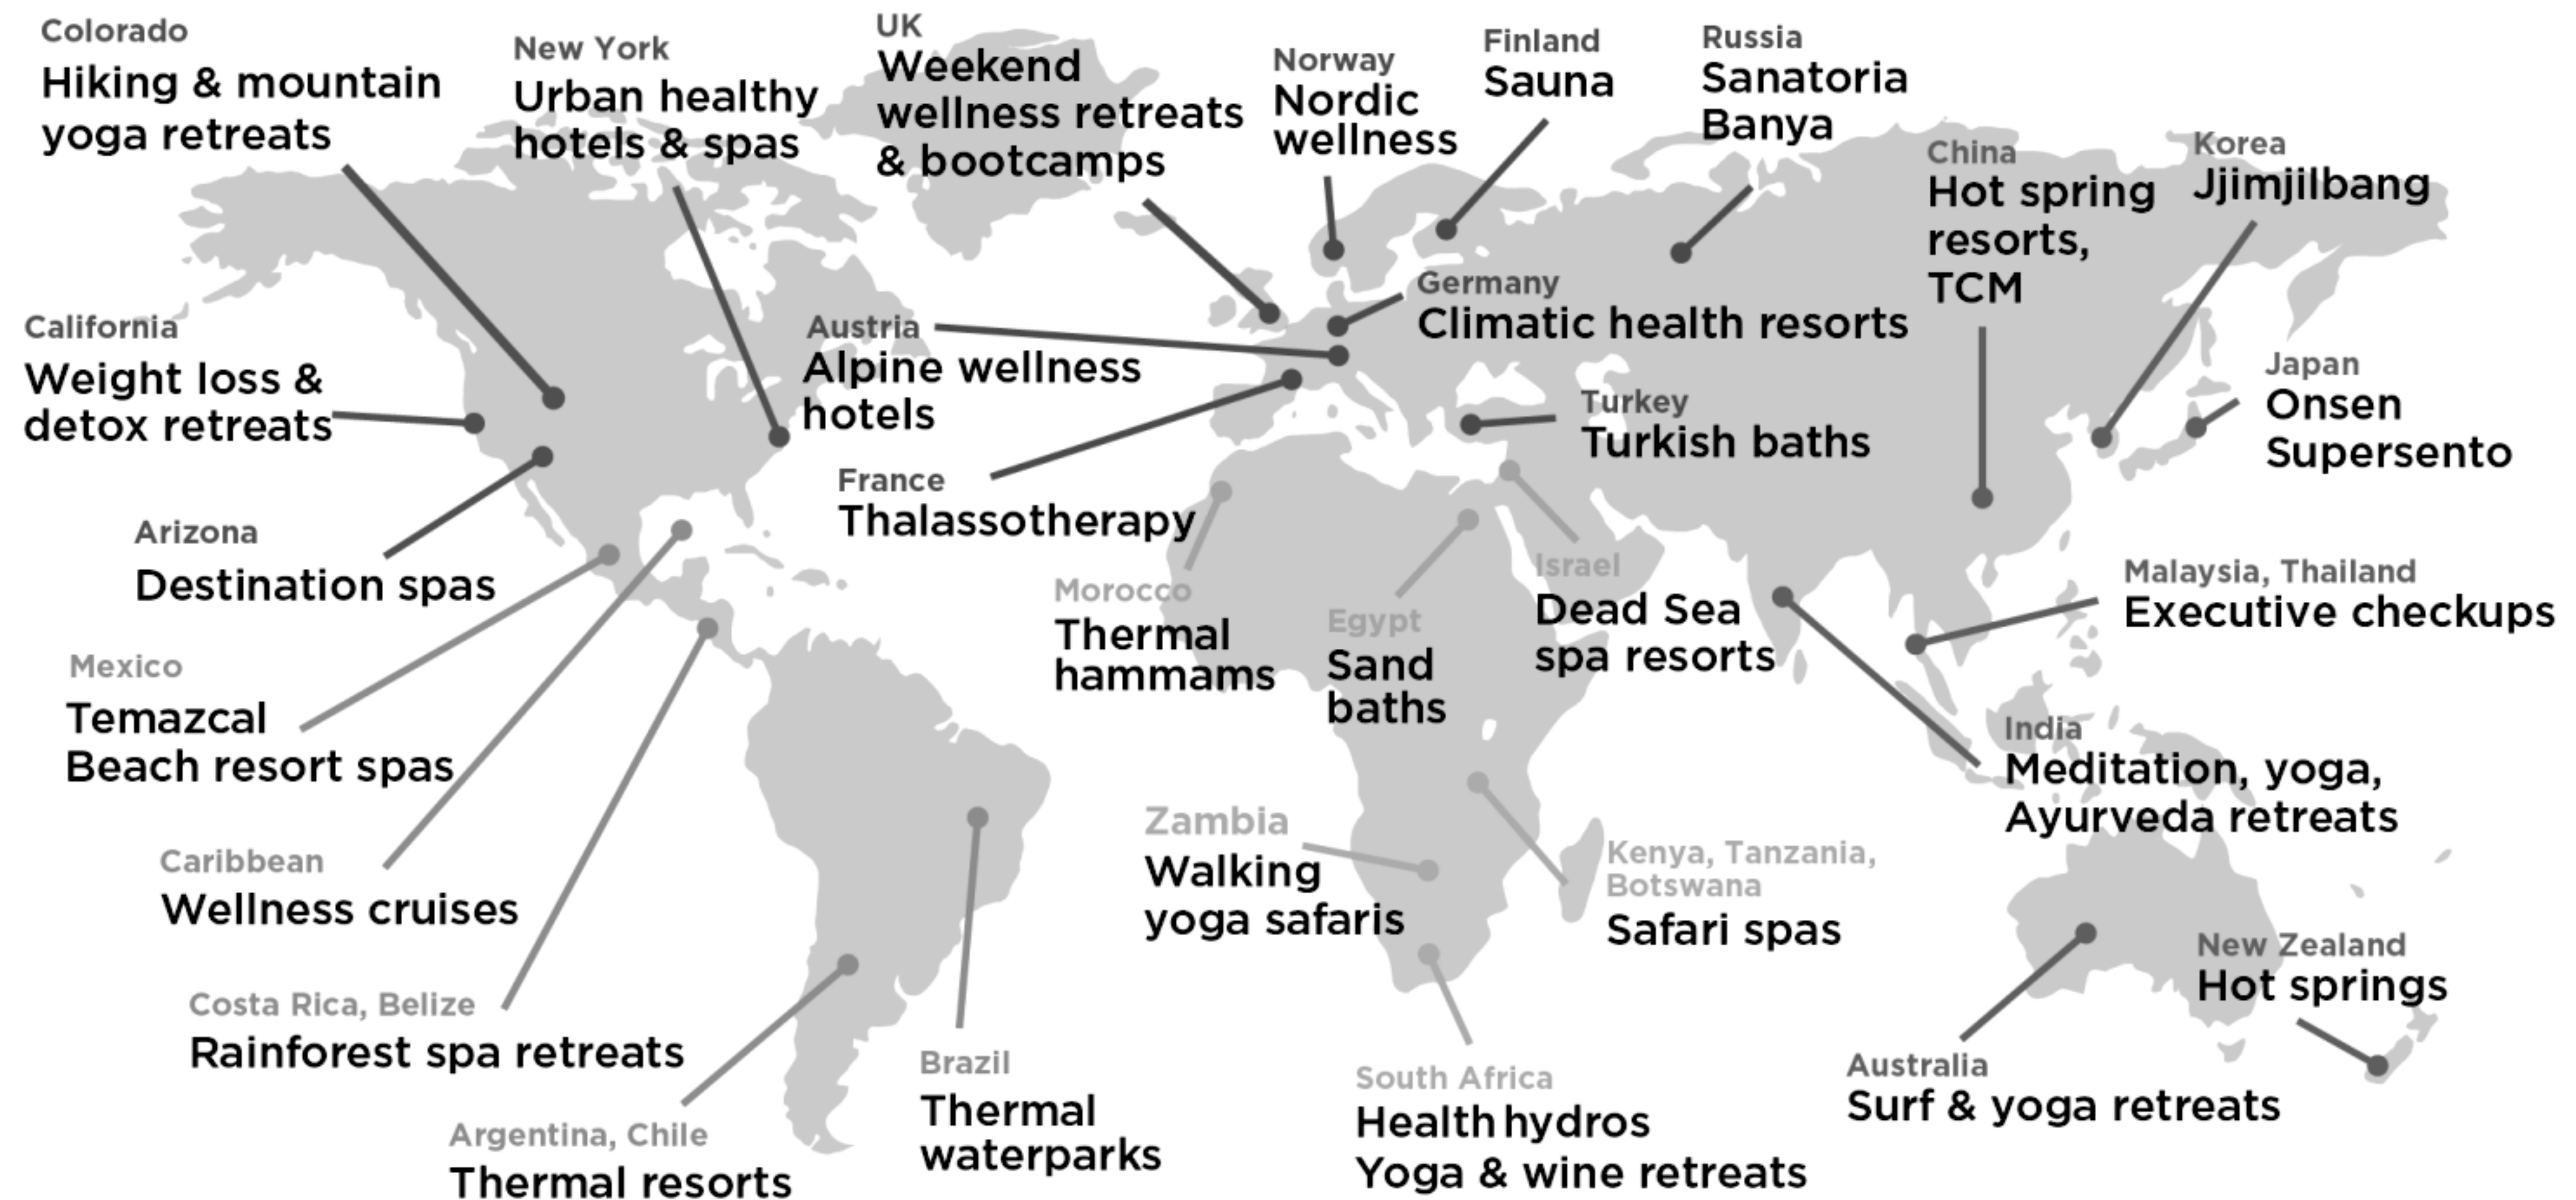 Colorado
Hiking & mountain
yoga retreats
New York
Urban healthy
hotels & spas
UK
Weekend
wellness retreats
& bootcamps
Norway
Nordic
wellness
Finland
Sauna
Russia
Sanatoria
Banya
China
Hot spring
resorts,
TCM
Korea
Jjimjilbang
California
Weight loss &
detox retreats
Austria
Alpine wellness
hotels
Germany
Climatic health resorts
Japan
Onsen
Supersento
Turkey
Turkish baths
France
Thalassotherapy
Arizona
Destination spas
Morocco
Thermal
hammams
Egypt
Sand
baths
Israel
Dead Sea
spa resorts
Malaysia, Thailand
Executive checkups
Mexico
Temazcal
Beach resort spas
India
Meditation, yoga,
Ayurveda retreats
Caribbean
Wellness cruises
Zambia
Walking
yoga safaris
Kenya, Tanzania,
Botswana
Safari spas
New Zealand
Hot springs
Costa Rica, Belize
Rainforest spa retreats
Brazil
Thermal
waterparks
South Africa
Health hydros
Yoga & wine retreats
Australia
Surf & yoga retreats
Argentina, Chile
Thermal resorts